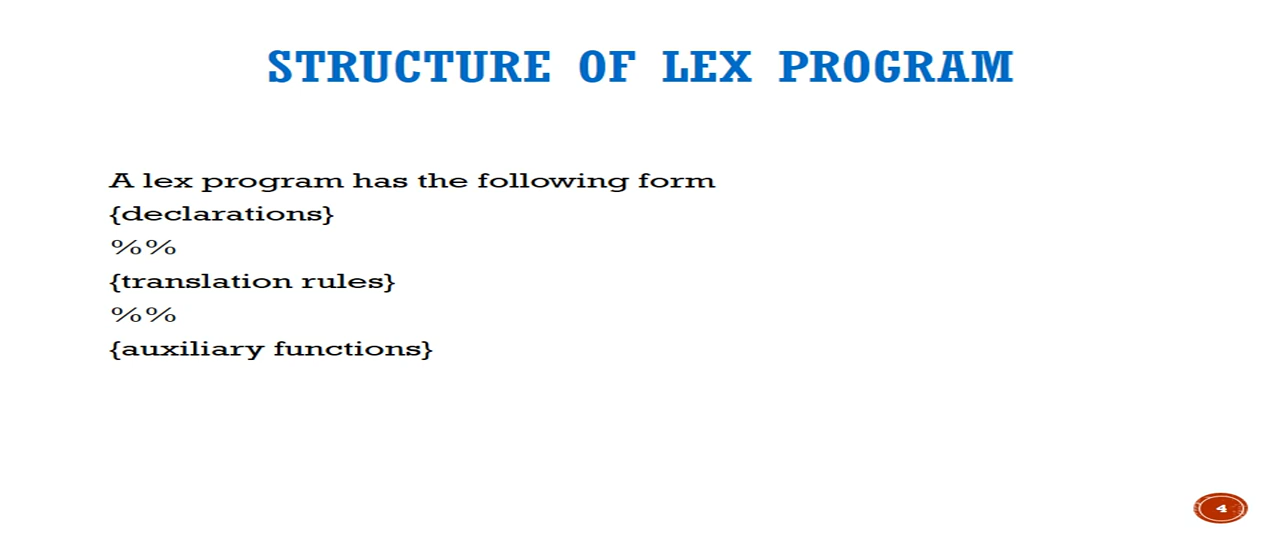 STRUCTURE OF LEX PROGRAM
A lex program has the following form
{declarations}
%%
{translation rules}
%%
{auxiliary functions}
4